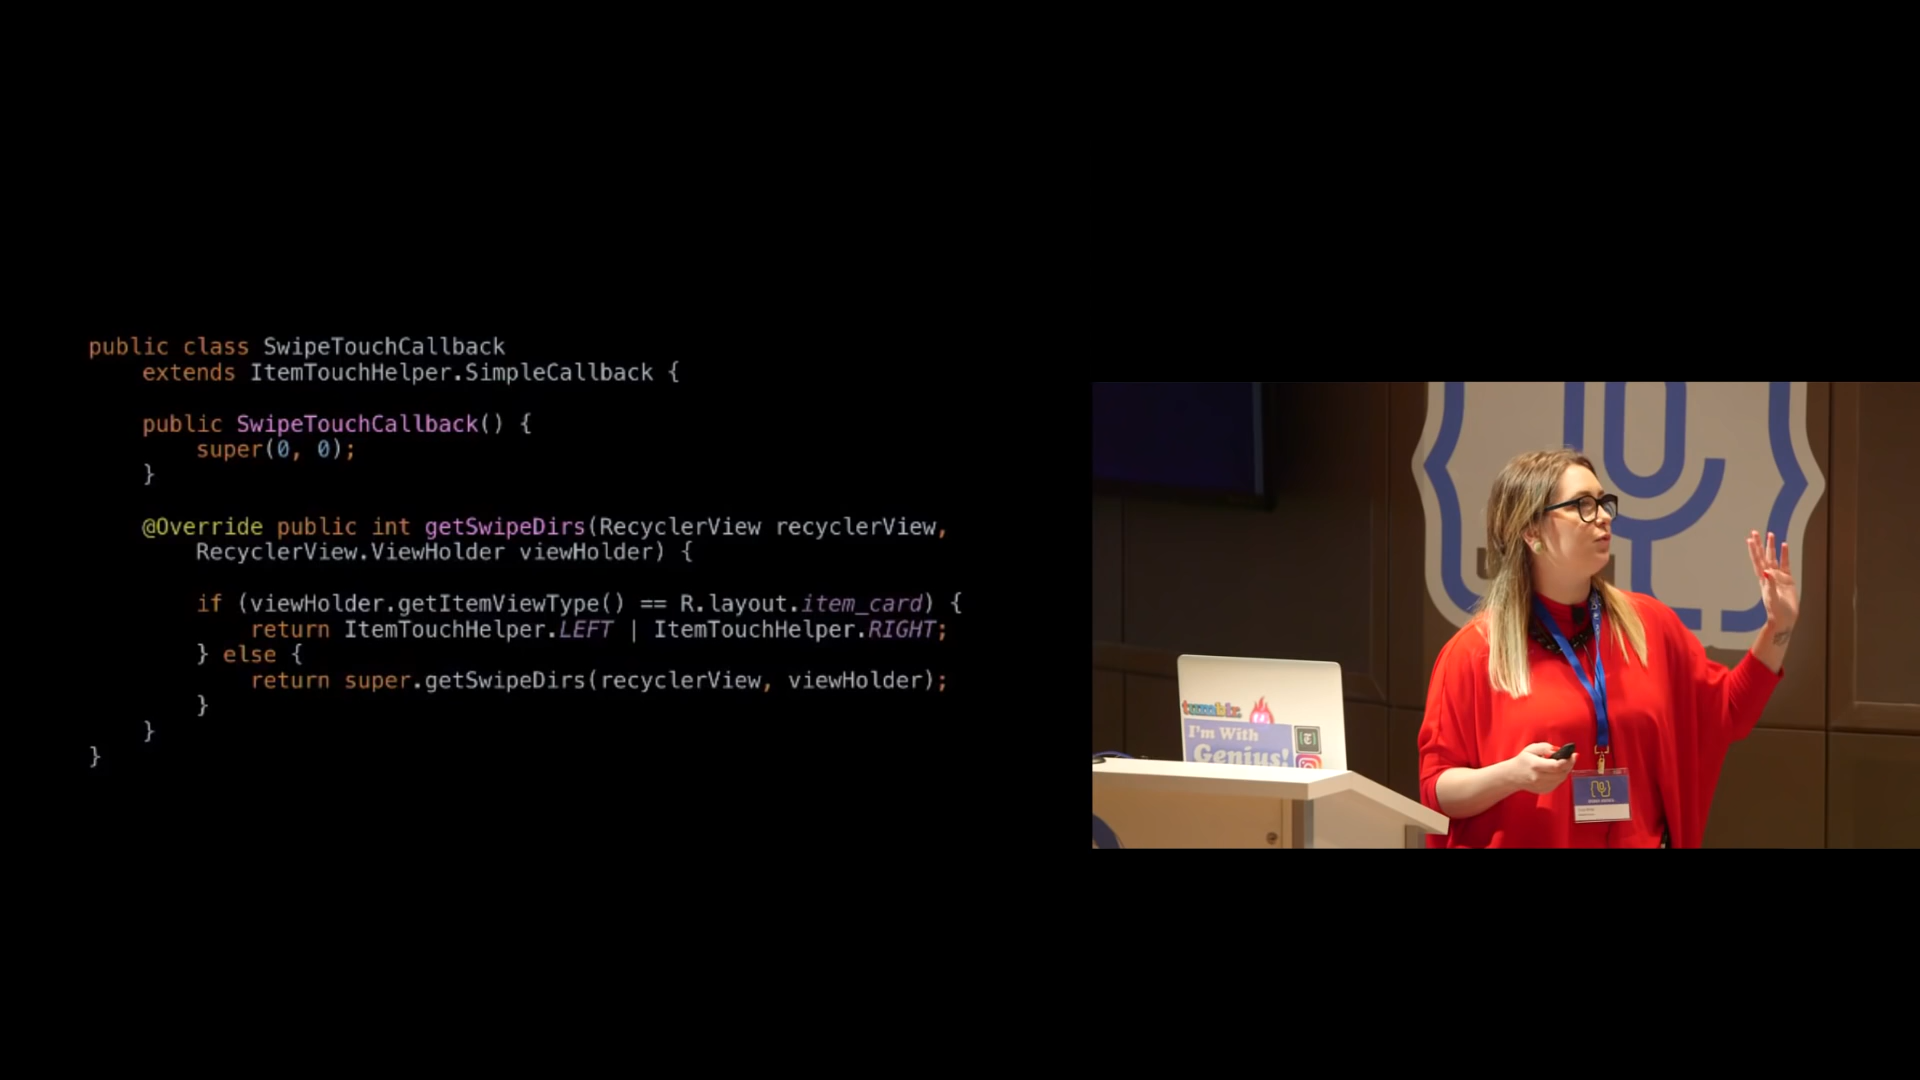 public class SwipeTouchCallback
extends ItemTouchHelper.SimpleCallback {
public SwipeTouchCallback() {
super(0, 0);
}
@Override public int getSwipeDirs(RecyclerView recyclerView,
RecyclerView.ViewHolder viewHolder) {
if (viewHolder.getItemViewType() == R.layout.item_card) {
return ItemTouchHelper.LEFT | ItemTouchHelper.RIGHT;
} else {
return super.getSwipeDirs(recyclerView, viewHolder);
}
}
}
tumblr.
I'm With
Genius!